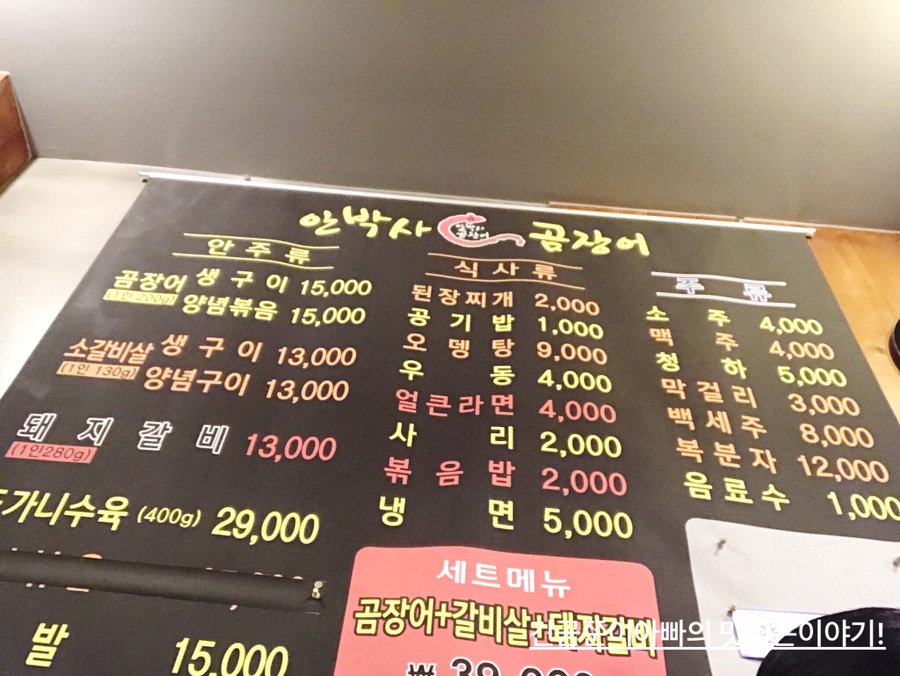 안박사 곰장어
안주류
곰장어 생구이 15,000
(1인 200g) 양념볶음 15,000
소갈비살 생구이 13,000
(1인 130g) 양념구이 13,000
돼지갈비 13,000
(1인280g)
도가니수육 (400g) 29,000
발 15,000
식사류
된장찌개 2,000
공기밥 1,000
오뎅탕 9,000
우동 4,000
얼큰라면 4,000
사리 2,000
볶음밥 2,000
냉면 5,000
세트메뉴
곰장어+갈비살+돼지갈비
주류
소주 4,000
맥주 4,000
청하 5,000
막걸리 3,000
백세주 8,000
복분자 12,000
음료수 1,000